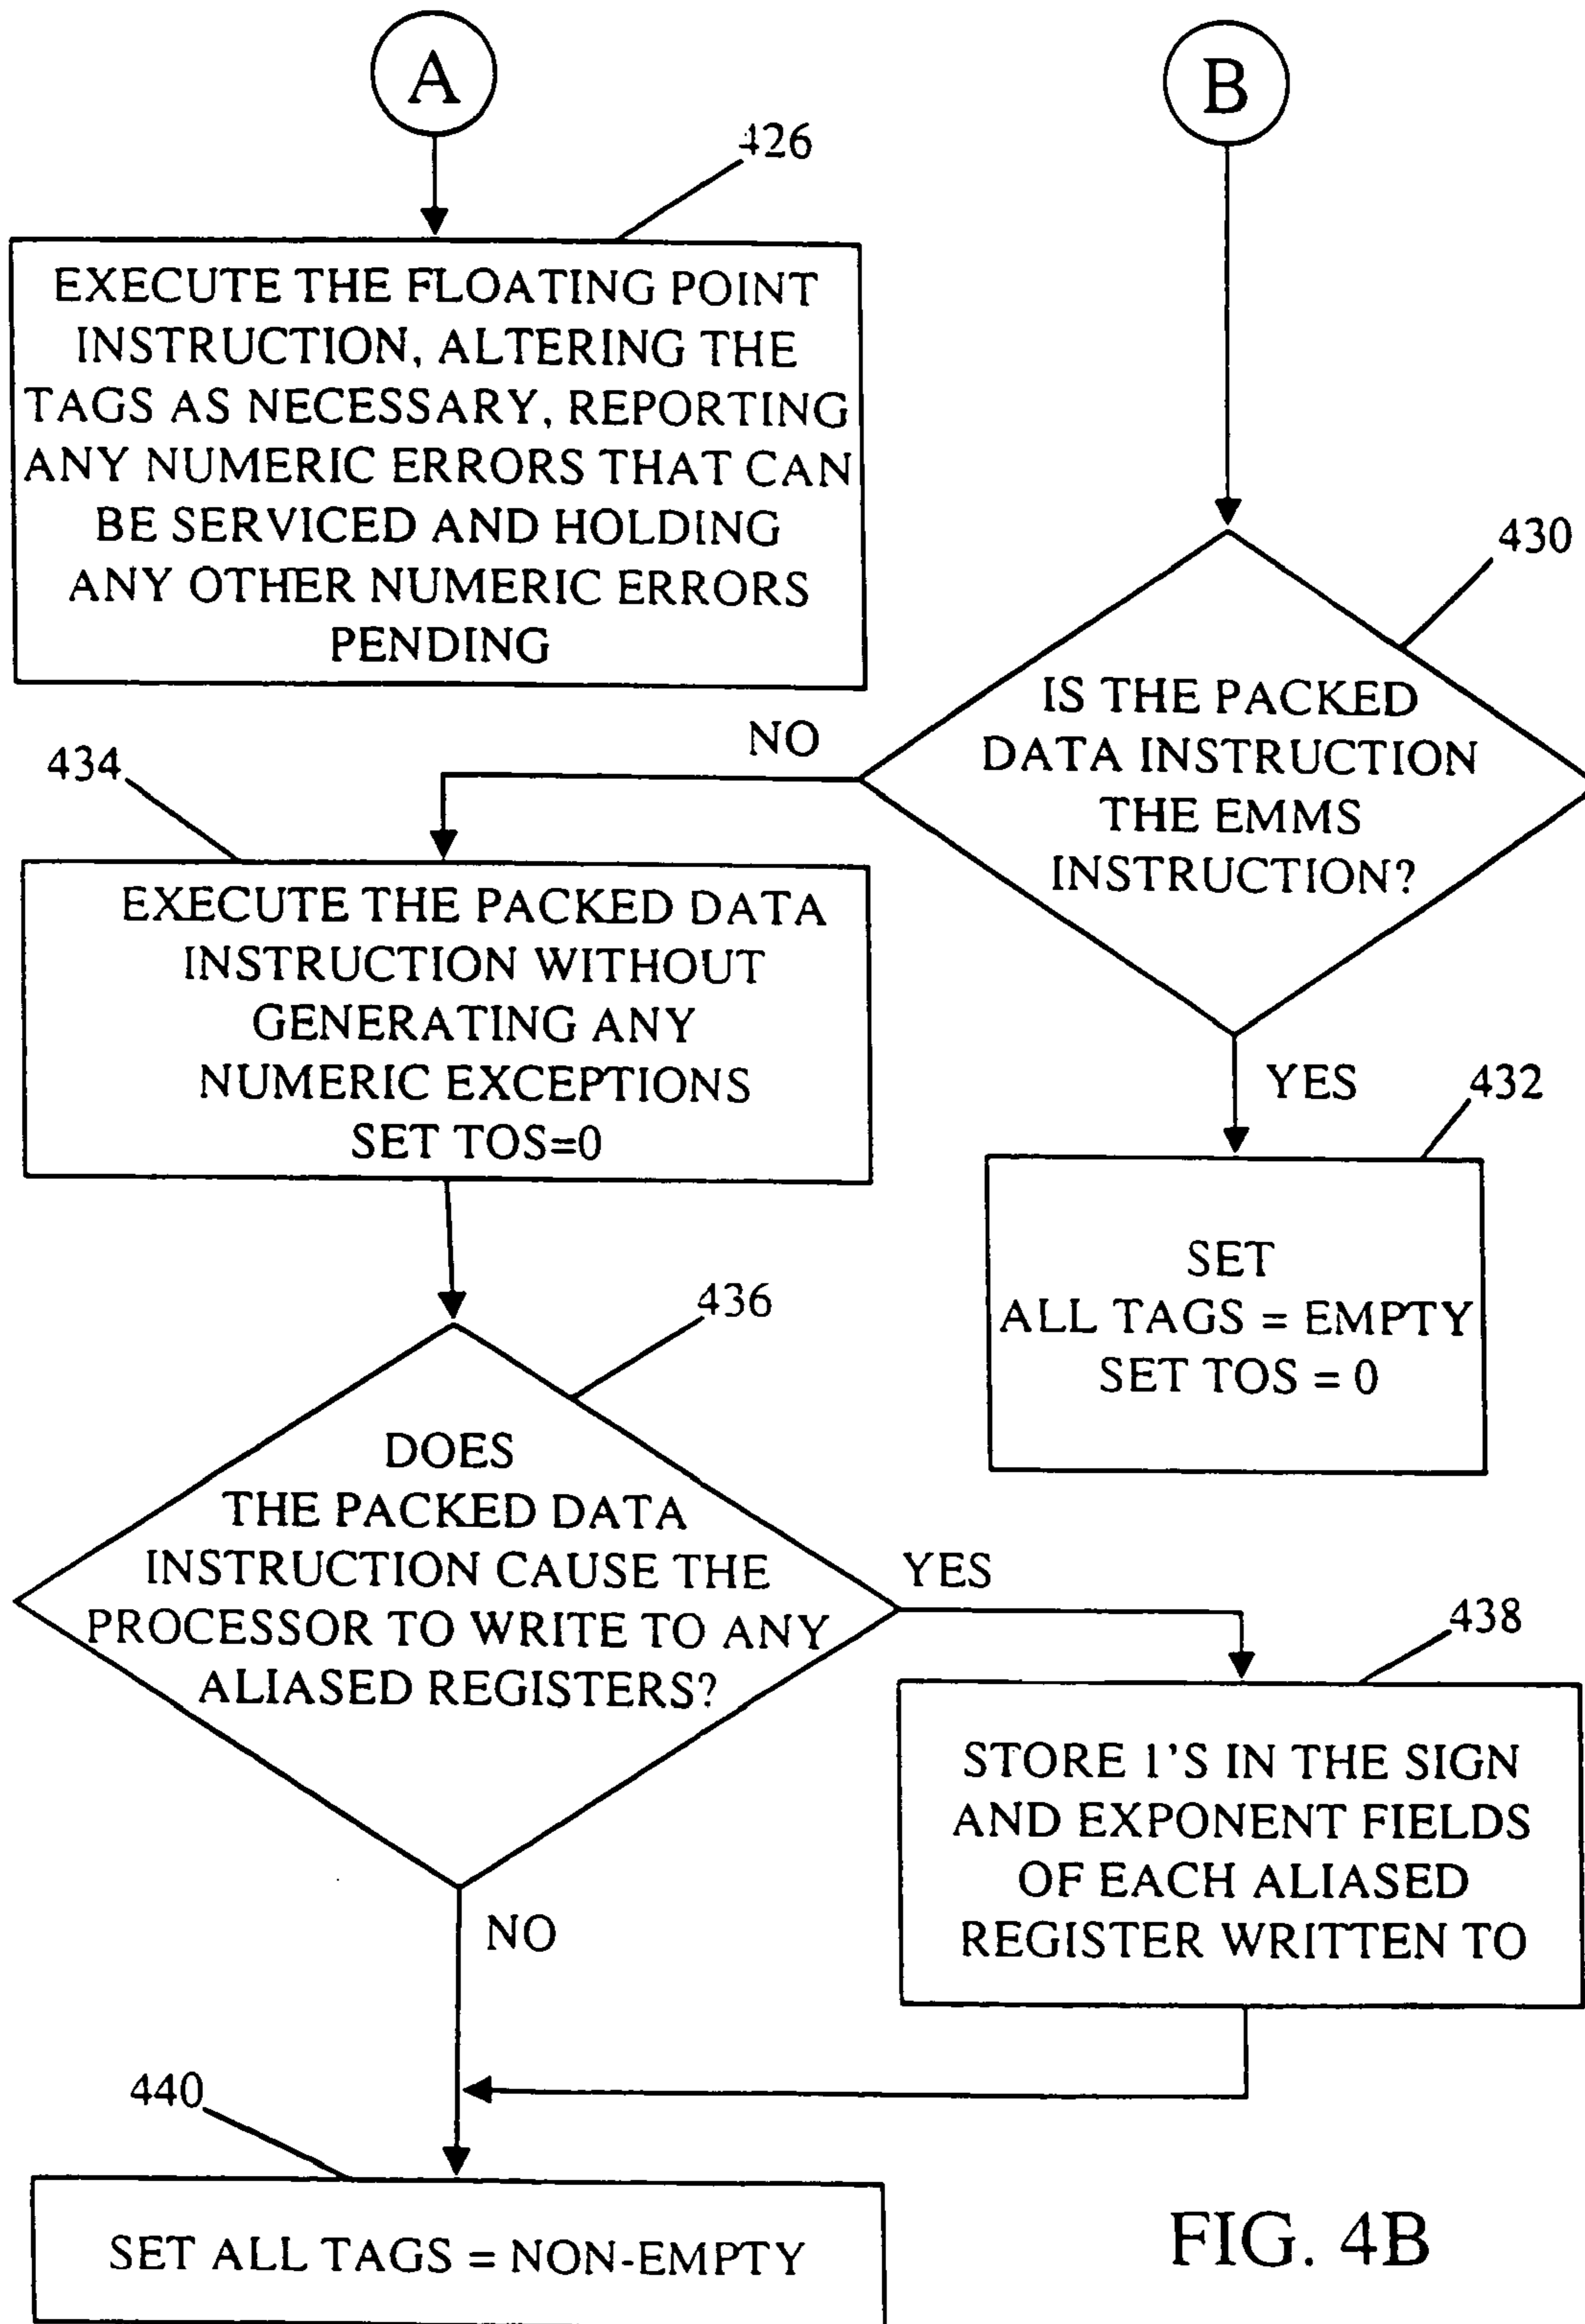 A
B
426
EXECUTE THE FLOATING POINT
INSTRUCTION, ALTERING THE
TAGS AS NECESSARY, REPORTING
ANY NUMERIC ERRORS THAT CAN
BE SERVICED AND HOLDING
ANY OTHER NUMERIC ERRORS
PENDING
430
IS THE PACKED
DATA INSTRUCTION
THE EMMS
INSTRUCTION?
NO
434
EXECUTE THE PACKED DATA
INSTRUCTION WITHOUT
GENERATING ANY
NUMERIC EXCEPTIONS
SET TOS=0
YES
432
SET
ALL TAGS = EMPTY
SET TOS = 0
436
DOES
THE PACKED DATA
INSTRUCTION CAUSE THE
PROCESSOR TO WRITE TO ANY
ALIASED REGISTERS?
YES
438
STORE 1'S IN THE SIGN
AND EXPONENT FIELDS
OF EACH ALIASED
REGISTER WRITTEN TO
NO
440
SET ALL TAGS = NON-EMPTY
FIG. 4B